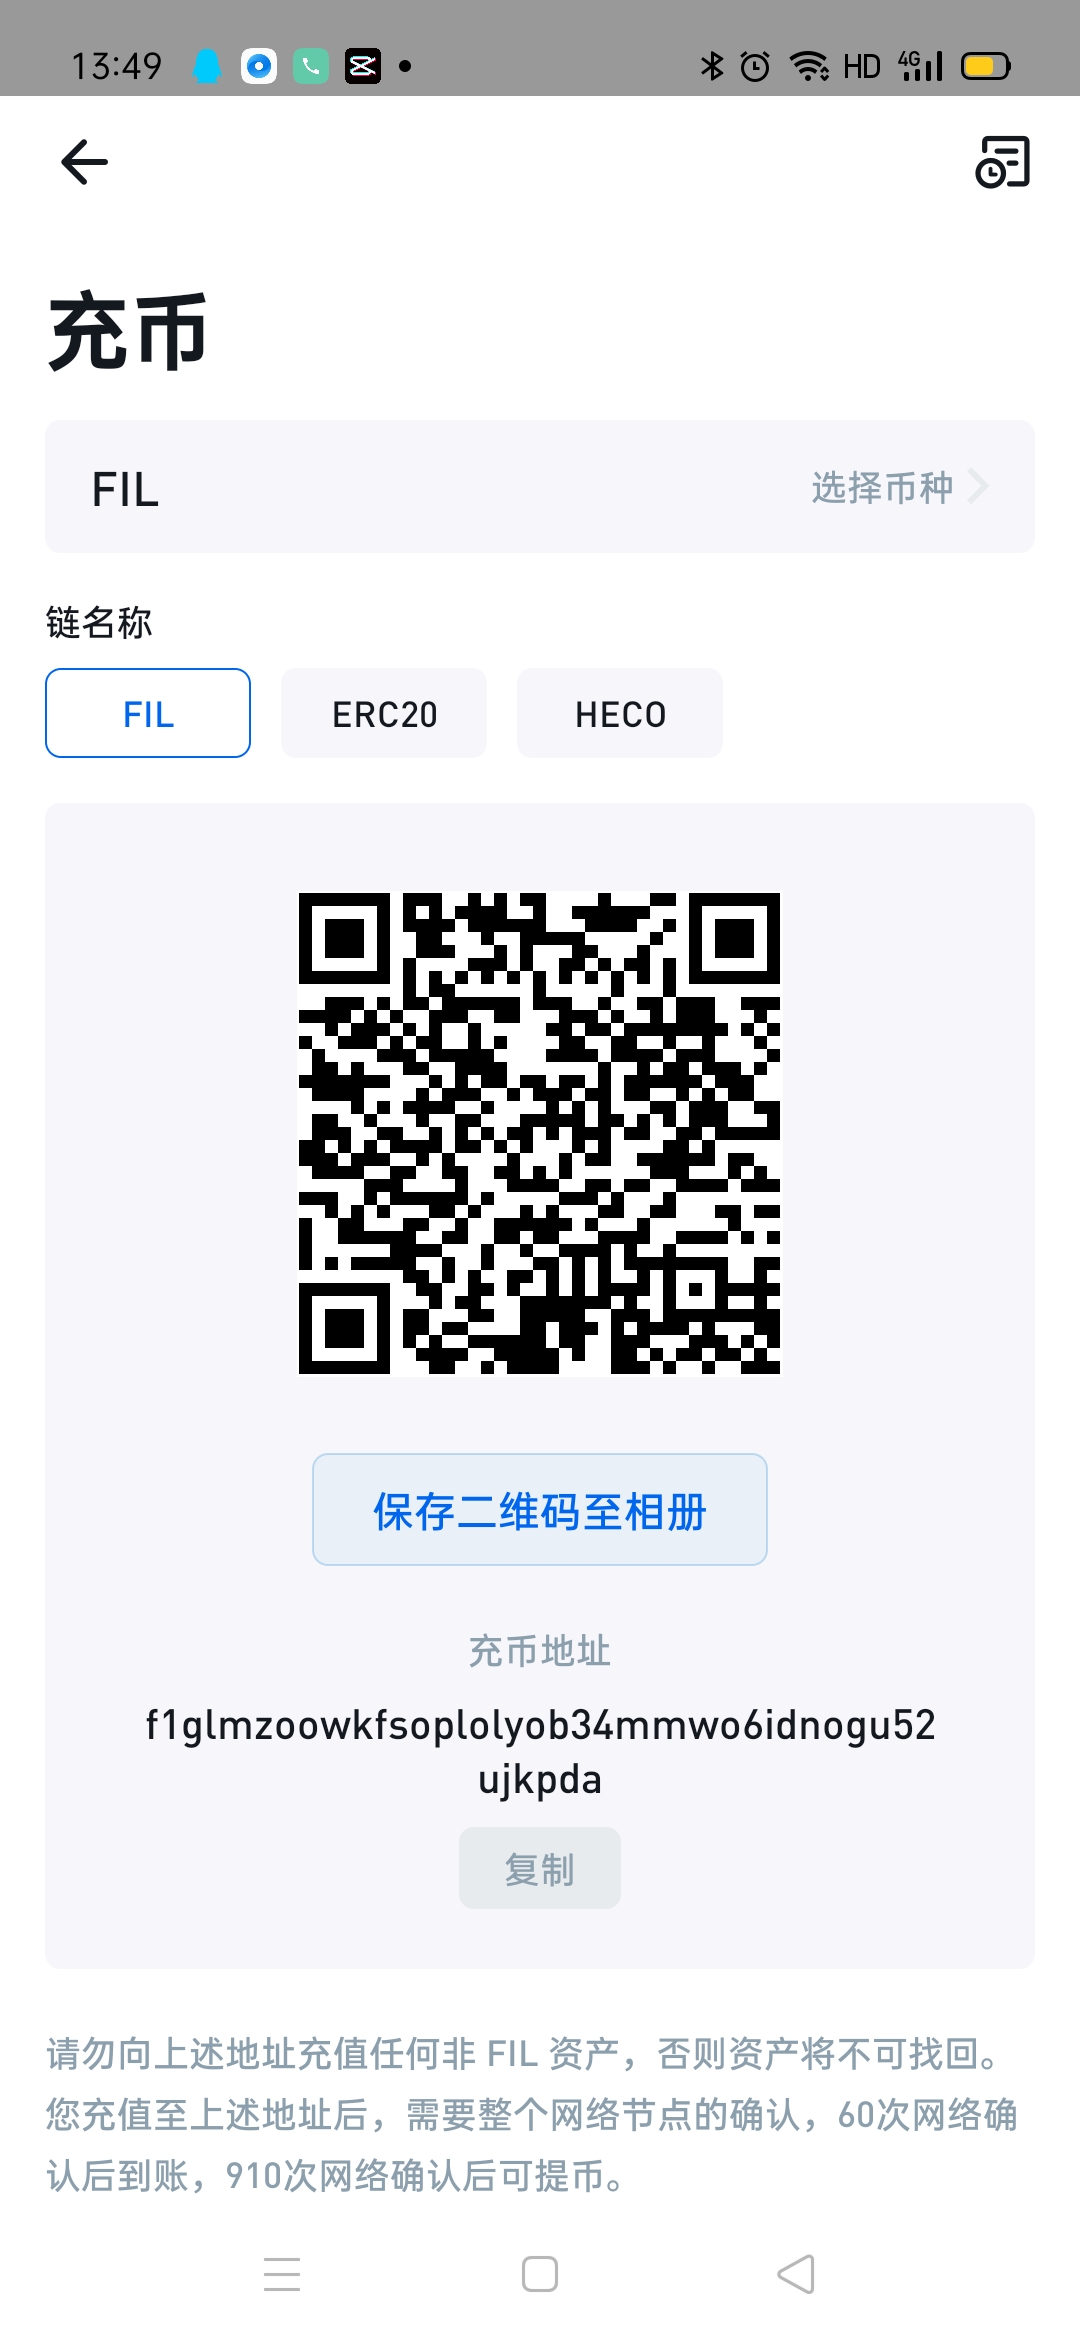 13:49
HD 4G
充币
FIL 选择币种
链名称
FIL ERC20 HECO
保存二维码至相册
充币地址
f1glmzoowkfsoplolyob34mmwo6idnogu52
ujkpda
复制
请勿向上述地址充值任何非 FIL 资产，否则资产将不可找回。
您充值至上述地址后，需要整个网络节点的确认，60次网络确
认后到账，910次网络确认后可提币。